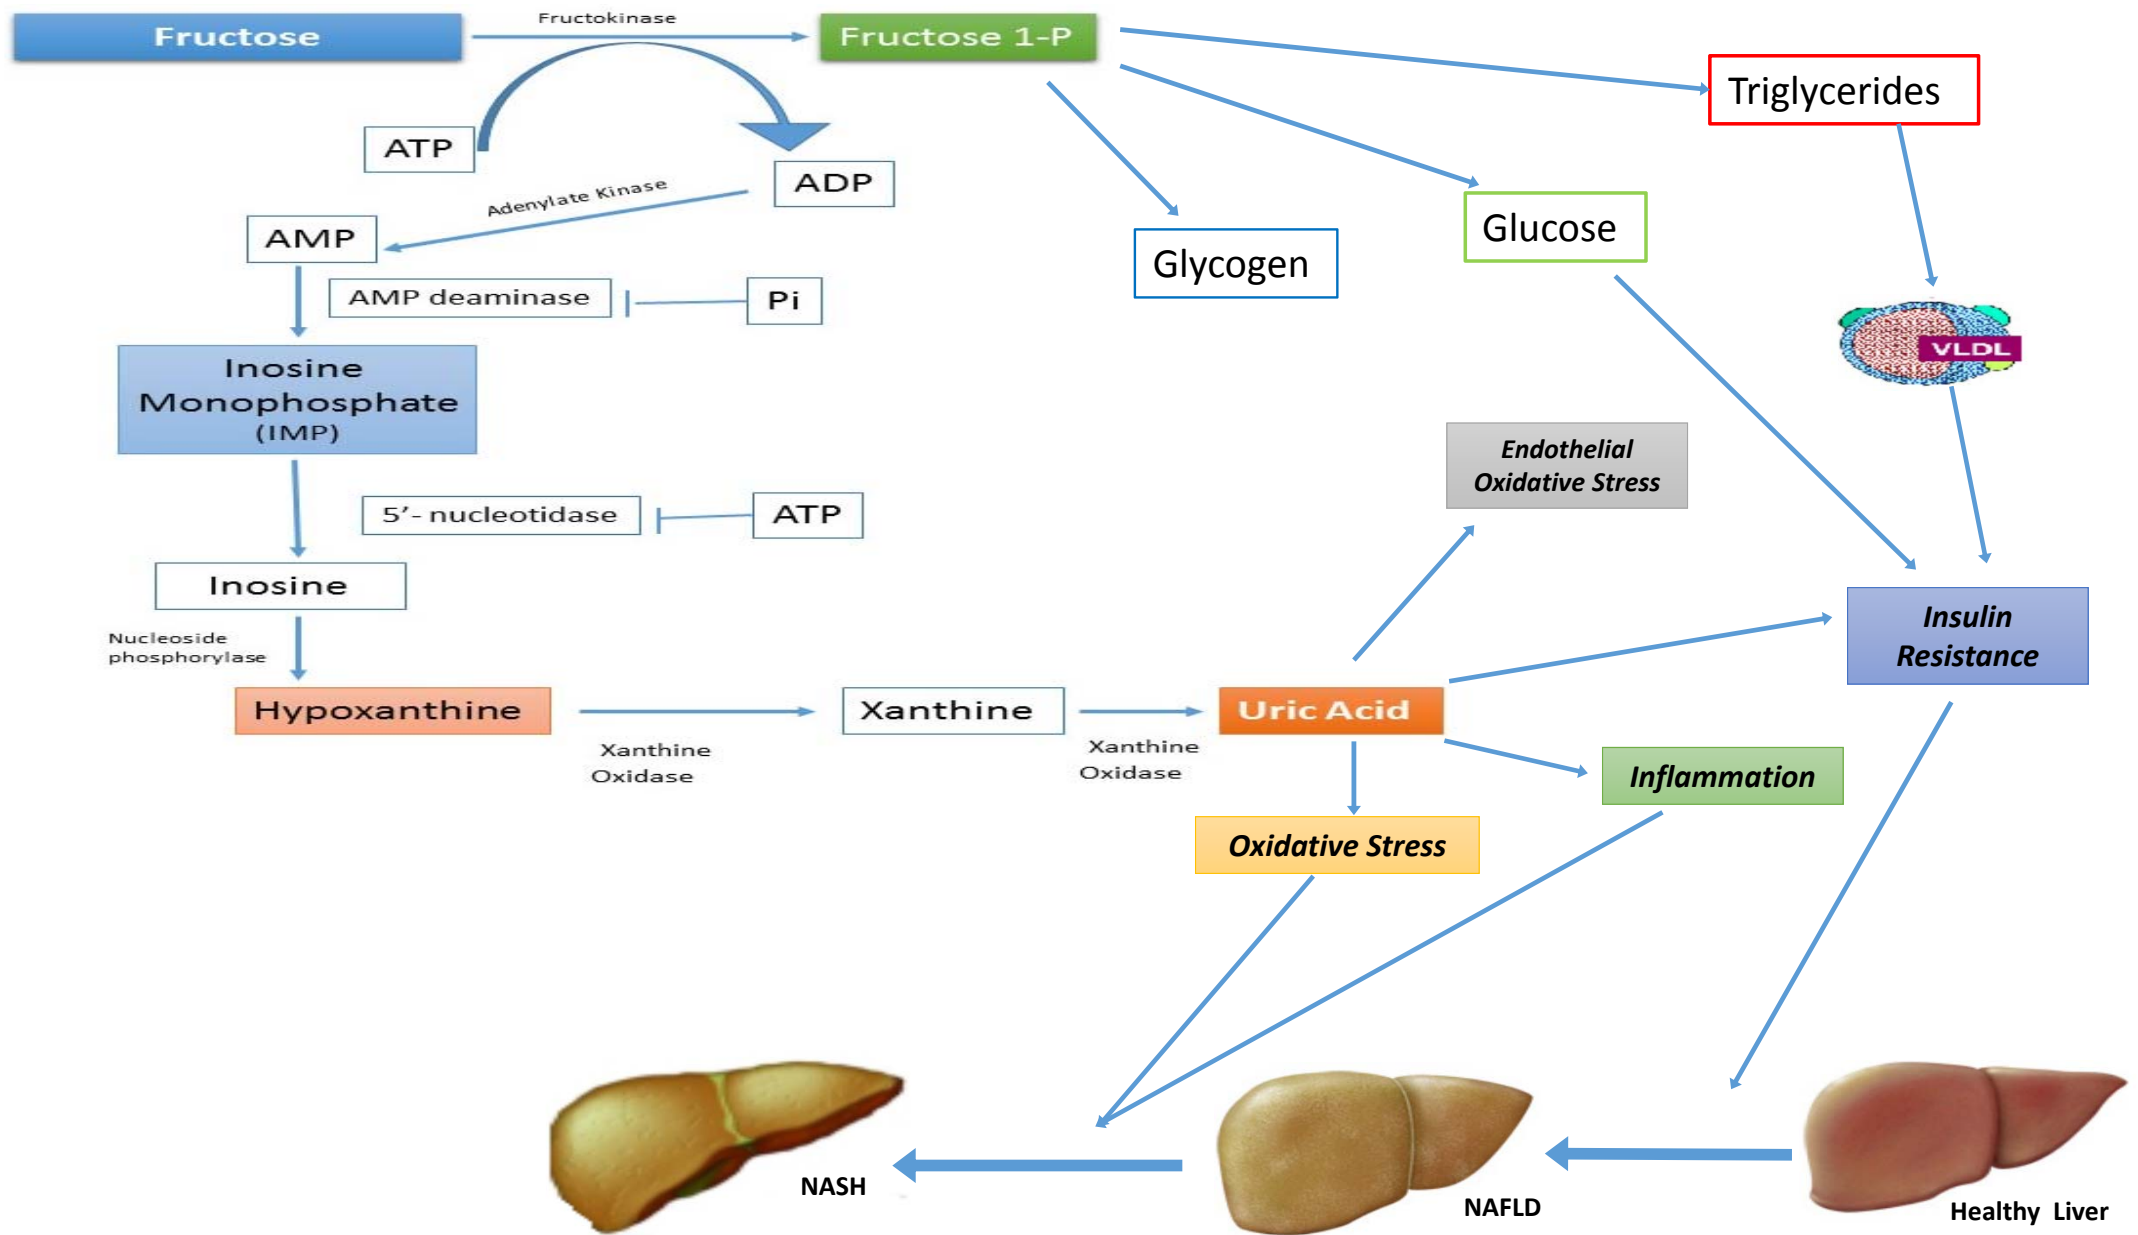 Fructose
Fructokinase
Fructose 1-P
Triglycerides
ATP
ADP
Adenylate Kinase
AMP
Glycogen
Glucose
AMP deaminase
Pi
VLDL
Inosine
Monophosphate
(IMP)
Endothelial
Oxidative Stress
5’- nucleotidase
ATP
Inosine
Insulin
Resistance
Nucleoside
phosphorylase
Hypoxanthine
Xanthine
Oxidase
Xanthine
Xanthine
Oxidase
Uric Acid
Inflammation
Oxidative Stress
NASH
NAFLD
Healthy Liver